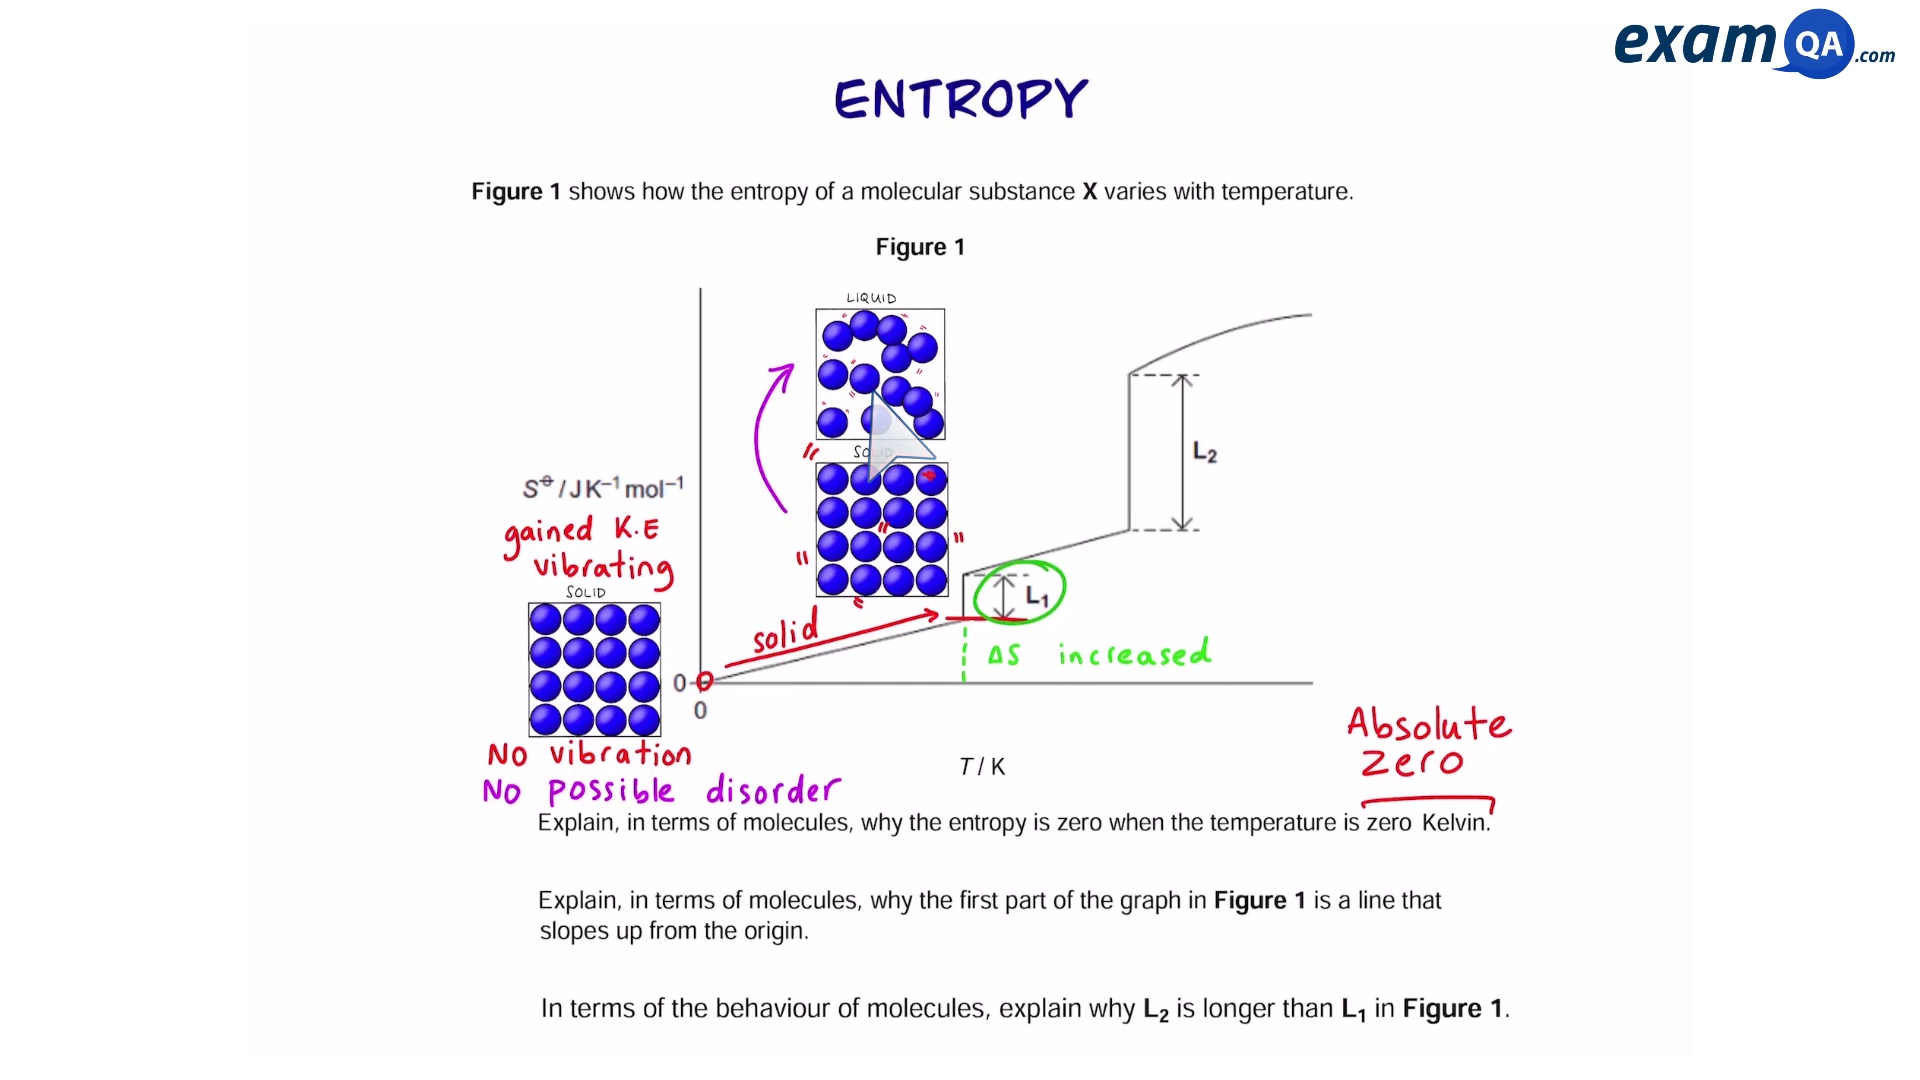 examQA.com
ENTROPY
Figure 1 shows how the entropy of a molecular substance X varies with temperature.
Figure 1
LIQUID
SOLID
L₂
S⦵ / J K⁻¹ mol⁻¹
gained K.E
vibrating
SOLID
solid
L₁
ΔS increased
0
0
Absolute
zero
No vibration
T / K
No possible disorder
Explain, in terms of molecules, why the entropy is zero when the temperature is zero Kelvin.
Explain, in terms of molecules, why the first part of the graph in Figure 1 is a line that
slopes up from the origin.
In terms of the behaviour of molecules, explain why L₂ is longer than L₁ in Figure 1.